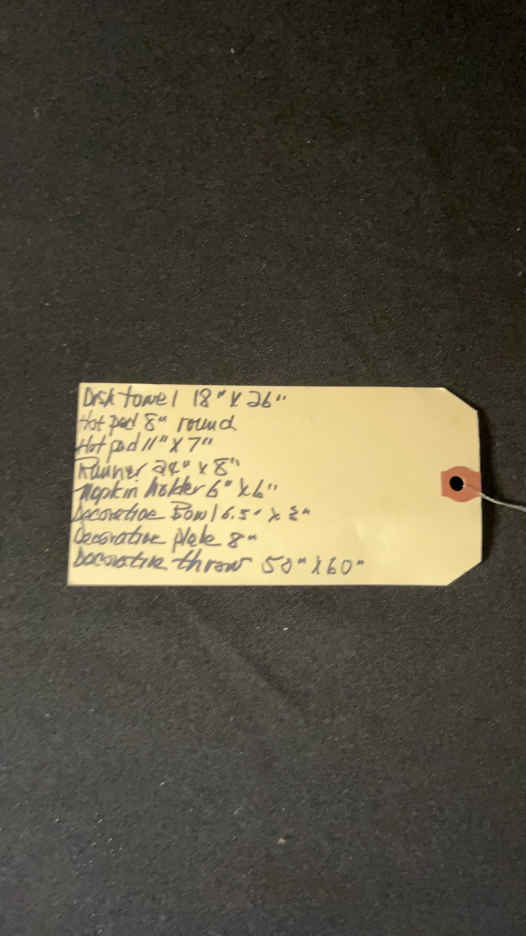 Dish towel 18" X 26"
Hot pad 8" round
Hot pad 11" X 7"
Runner 24" x 8"
Napkin holder 6" X 6"
Decorative Bowl 6.5" X 2"
Decorative plate 8"
Decorative throw 50" X 60"